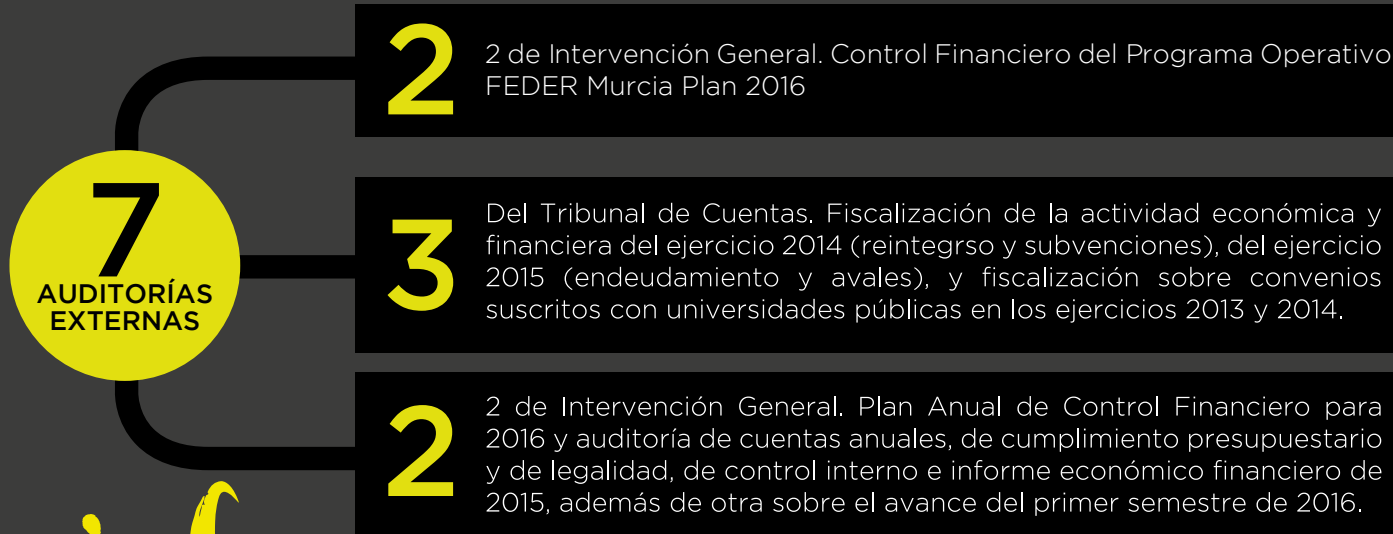 7
AUDITORÍAS
EXTERNAS
2
2 de Intervención General. Control Financiero del Programa Operativo
FEDER Murcia Plan 2016
3
Del Tribunal de Cuentas. Fiscalización de la actividad económica y
financiera del ejercicio 2014 (reintegrso y subvenciones), del ejercicio
2015 (endeudamiento y avales), y fiscalización sobre convenios
suscritos con universidades públicas en los ejercicios 2013 y 2014.
2
2 de Intervención General. Plan Anual de Control Financiero para
2016 y auditoría de cuentas anuales, de cumplimiento presupuestario
y de legalidad, de control interno e informe económico financiero de
2015, además de otra sobre el avance del primer semestre de 2016.